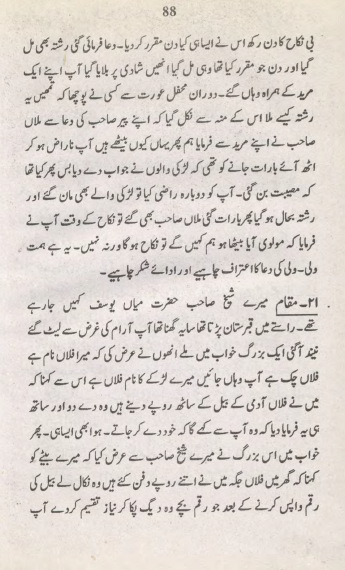 88
بی نکاح کا دن رکھ اس نے ایسا ہی کیا دن مقرر کر دیا۔ دعا فرمائی گئی رشتہ بھی مل
گیا اور دن جو مقرر کیا تھا وہی مل گیا انھیں شادی پر بلایا گیا آپ اپنے ایک
مرید کے ہمراہ وہاں گئے۔ دوران محفل عورت سے کسی نے پوچھا کہ تمھیں یہ
رشتہ کیسے ملا اس کے منہ سے نکل گیا کہ اپنے پیر صاحب کی دعا سے ملاں
صاحب نے اپنے مرید سے فرمایا ہم پھر یہاں کیوں بیٹھے ہیں آپ ناراض ہو کر
اٹھ آئے بارات جانے کو تھی کہ لڑکی والوں نے جواب دے دیا بس پھر کیا تھا
کہ مصیبت بن گئی۔ آپ کو دوبارہ راضی کیا تو لڑکی والے بھی مان گئے اور
رشتہ بحال ہو گیا پھر بارات گئی ملاں صاحب بھی گئے تو نکاح کے وقت آپ نے
فرمایا کہ مولوی آیا بیٹھا ہو ہم کہیں گے تو نکاح ہو گا ورنہ نہیں۔ یہ ہے ہمت
ولی۔ ولی کی دعا کا اعتراف چاہیے اور ادائے شکر چاہیے۔
۲۱۔ مقام میرے شیخ صاحب حضرت میاں یوسف کہیں جا رہے
تھے۔ راستے میں قبرستان پڑتا تھا سایہ گھنا تھا آپ آرام کی غرض سے لیٹ گئے
نیند آ گئی ایک بزرگ خواب میں ملے انھوں نے عرض کی کہ میرا فلاں نام ہے
فلاں چک ہے آپ وہاں جائیں میرے لڑکے کا نام فلاں ہے اس سے کہنا کہ
میں نے فلاں آدمی کے بیل کے ساٹھ روپے دینے ہیں وہ دے دو اور ساتھ
ہی یہ فرمایا دیا کہ وہ آپ سے کہے گا کہ خود دے کر جاتے۔ ہوا بھی ایسا ہی۔ پھر
خواب میں اس بزرگ نے میرے شیخ صاحب سے عرض کیا کہ میرے بیٹے کو
کہنا کہ گھر میں فلاں جگہ میں نے اتنے روپے دفن کئے ہیں وہ نکال لے بیل کی
رقم واپس کرنے کے بعد جو رقم بچے وہ دیگ پکا کر نیاز تقسیم کر دے آپ